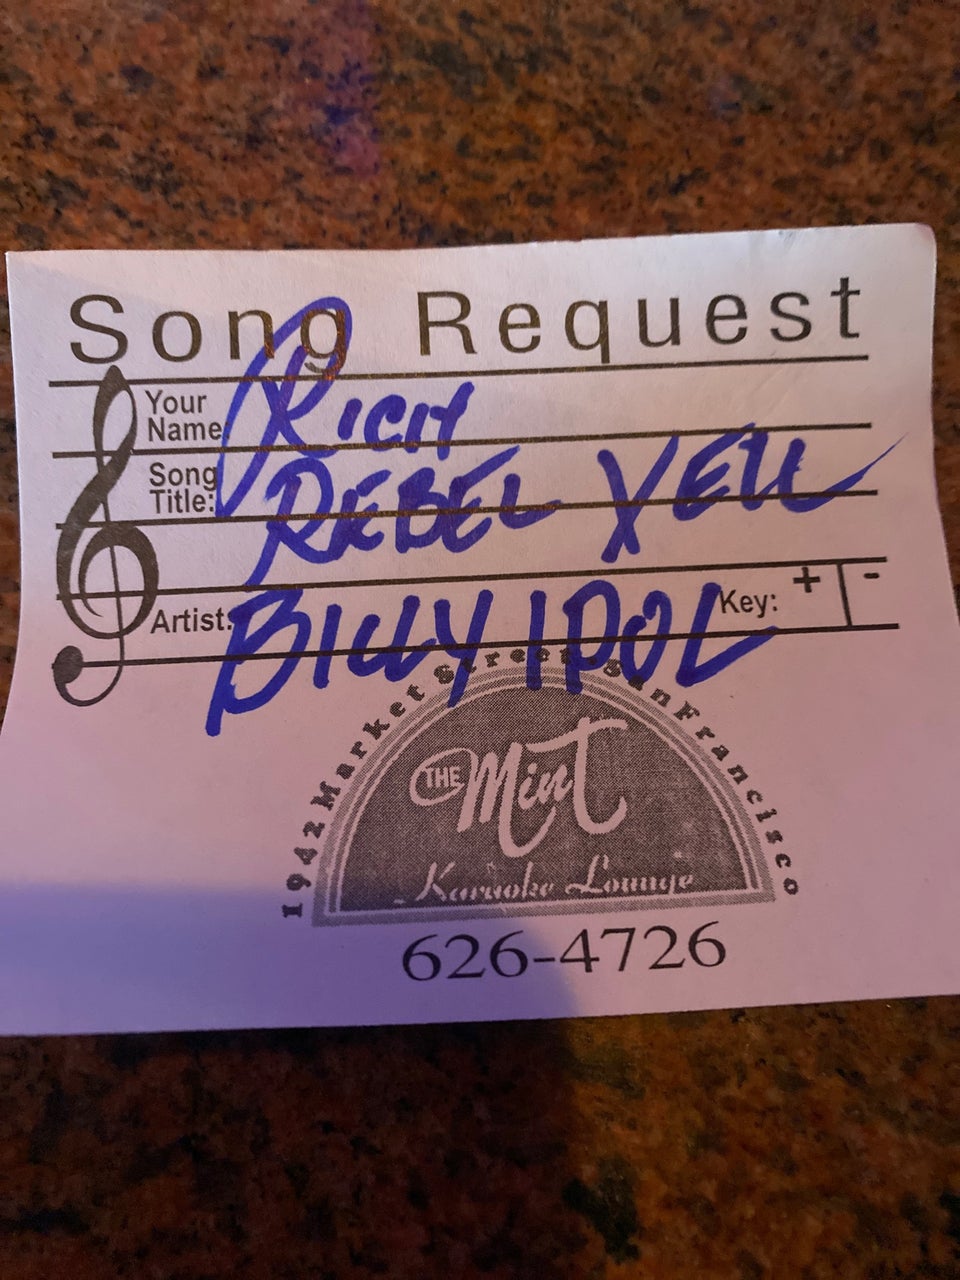 Song Request
Your Name: RICH
Song Title: REBEL YELL
Artist: BILLY IDOL Key: + -
1942 Market Street, San Francisco
THE Mint
Karaoke Lounge
626-4726